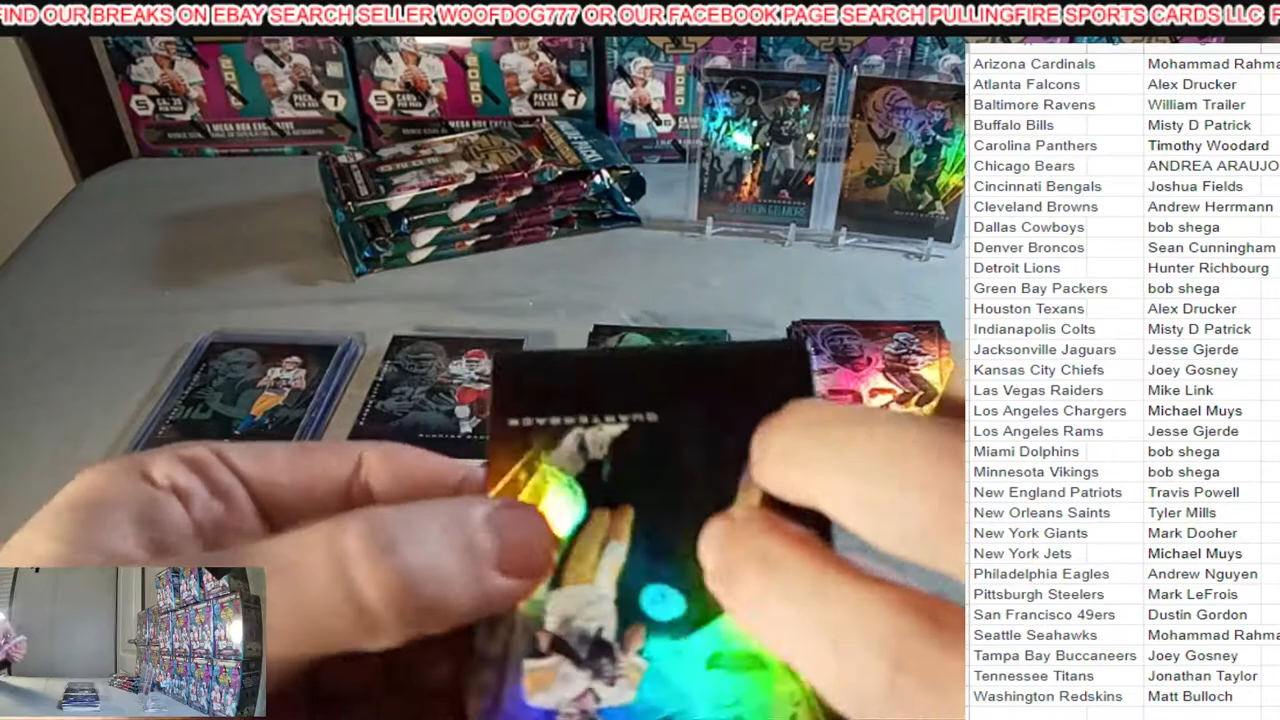 FIND OUR BREAKS ON EBAY SEARCH SELLER WOOFDOG777 OR OUR FACEBOOK PAGE SEARCH PULLINGFIRE SPORTS CARDS LLC
Arizona Cardinals Mohammad Rahma
Atlanta Falcons Alex Drucker
Baltimore Ravens William Trailer
Buffalo Bills Misty D Patrick
Carolina Panthers Timothy Woodard
Chicago Bears ANDREA ARAUJO
Cincinnati Bengals Joshua Fields
Cleveland Browns Andrew Herrmann
Dallas Cowboys bob shega
Denver Broncos Sean Cunningham
Detroit Lions Hunter Richbourg
Green Bay Packers bob shega
Houston Texans Alex Drucker
Indianapolis Colts Misty D Patrick
Jacksonville Jaguars Jesse Gjerde
Kansas City Chiefs Joey Gosney
Las Vegas Raiders Mike Link
Los Angeles Chargers Michael Muys
Los Angeles Rams Jesse Gjerde
Miami Dolphins bob shega
Minnesota Vikings bob shega
New England Patriots Travis Powell
New Orleans Saints Tyler Mills
New York Giants Mark Dooher
New York Jets Michael Muys
Philadelphia Eagles Andrew Nguyen
Pittsburgh Steelers Mark LeFrois
San Francisco 49ers Dustin Gordon
Seattle Seahawks Mohammad Rahma
Tampa Bay Buccaneers Joey Gosney
Tennessee Titans Jonathan Taylor
Washington Redskins Matt Bulloch
2020
5
7
5
7
2020
QUARTERBACK